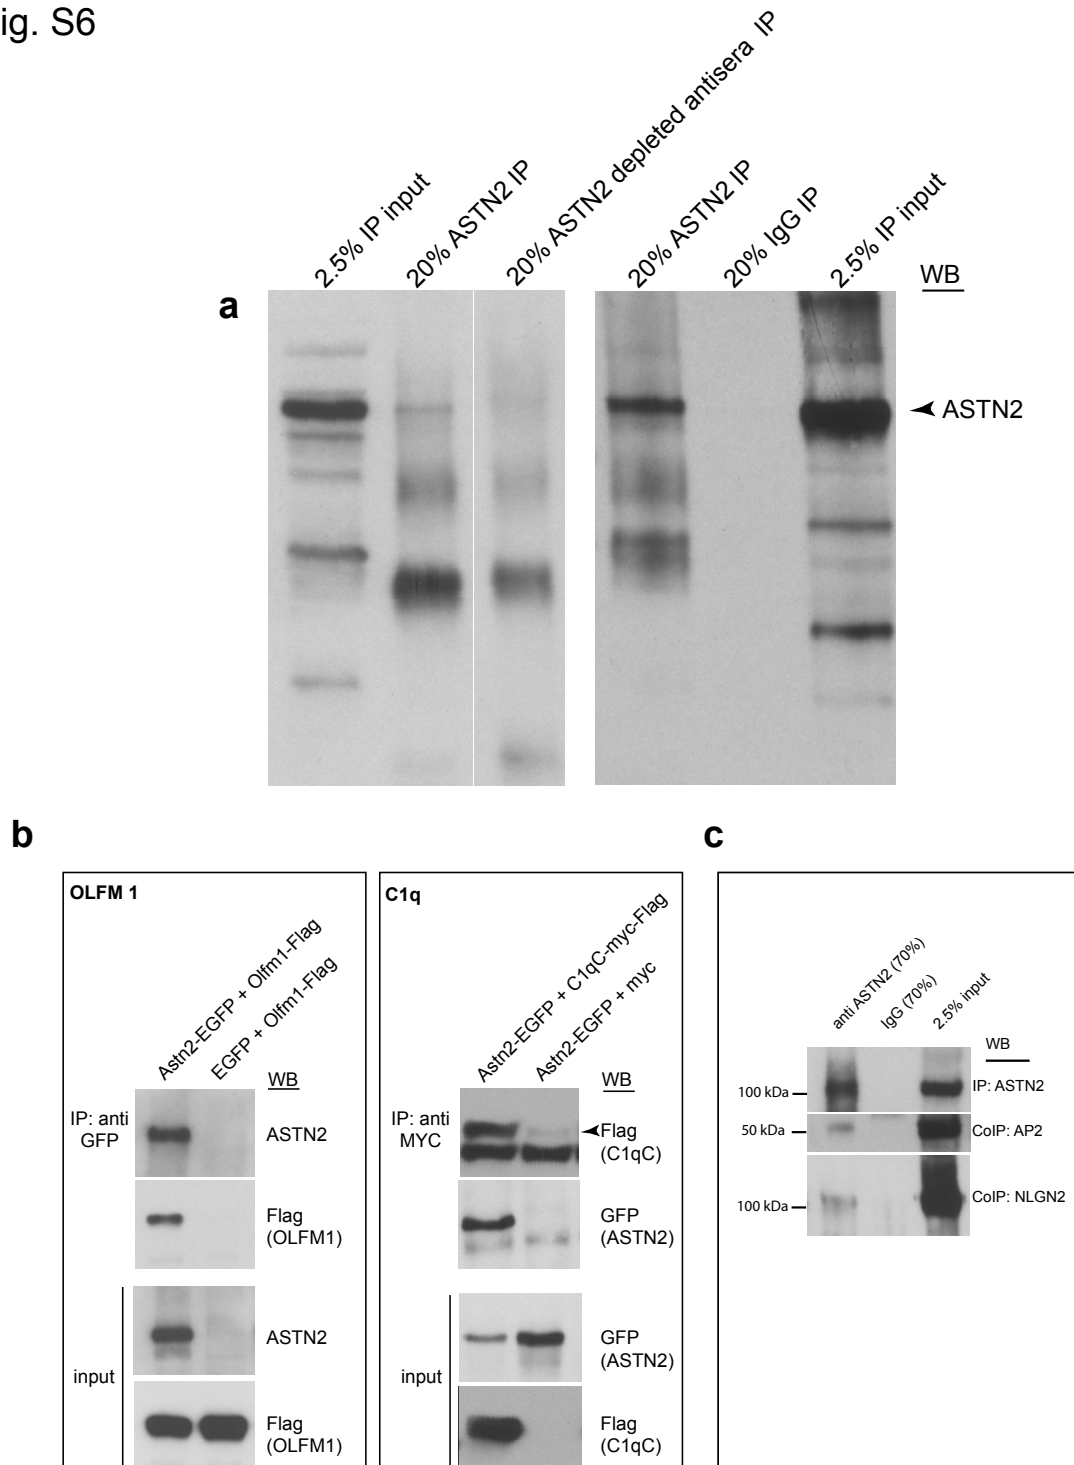 ig. S6
2.5% IP input
20% ASTN2 IP
20% ASTN2 depleted antisera IP
20% ASTN2 IP
20% IgG IP
2.5% IP input
WB
a
ASTN2
b
OLFM 1
Astn2-EGFP + Olfm1-Flag
EGFP + Olfm1-Flag
WB
IP: anti
GFP
ASTN2
Flag
(OLFM1)
input
ASTN2
Flag
(OLFM1)
C1q
Astn2-EGFP + C1qC-myc-Flag
Astn2-EGFP + myc
WB
IP: anti
MYC
Flag
(C1qC)
GFP
(ASTN2)
input
GFP
(ASTN2)
Flag
(C1qC)
c
anti ASTN2 (70%)
IgG (70%)
2.5% input
WB
100 kDa
IP: ASTN2
50 kDa
CoIP: AP2
100 kDa
CoIP: NLGN2